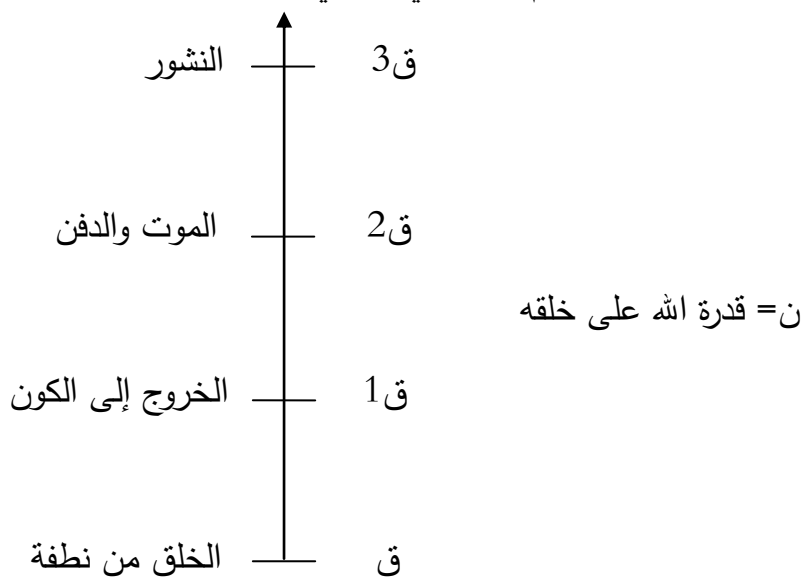 ق3 النشور
ق2 الموت والدفن
ن= قدرة الله على خلقه
ق1 الخروج إلى الكون
ق الخلق من نطفة